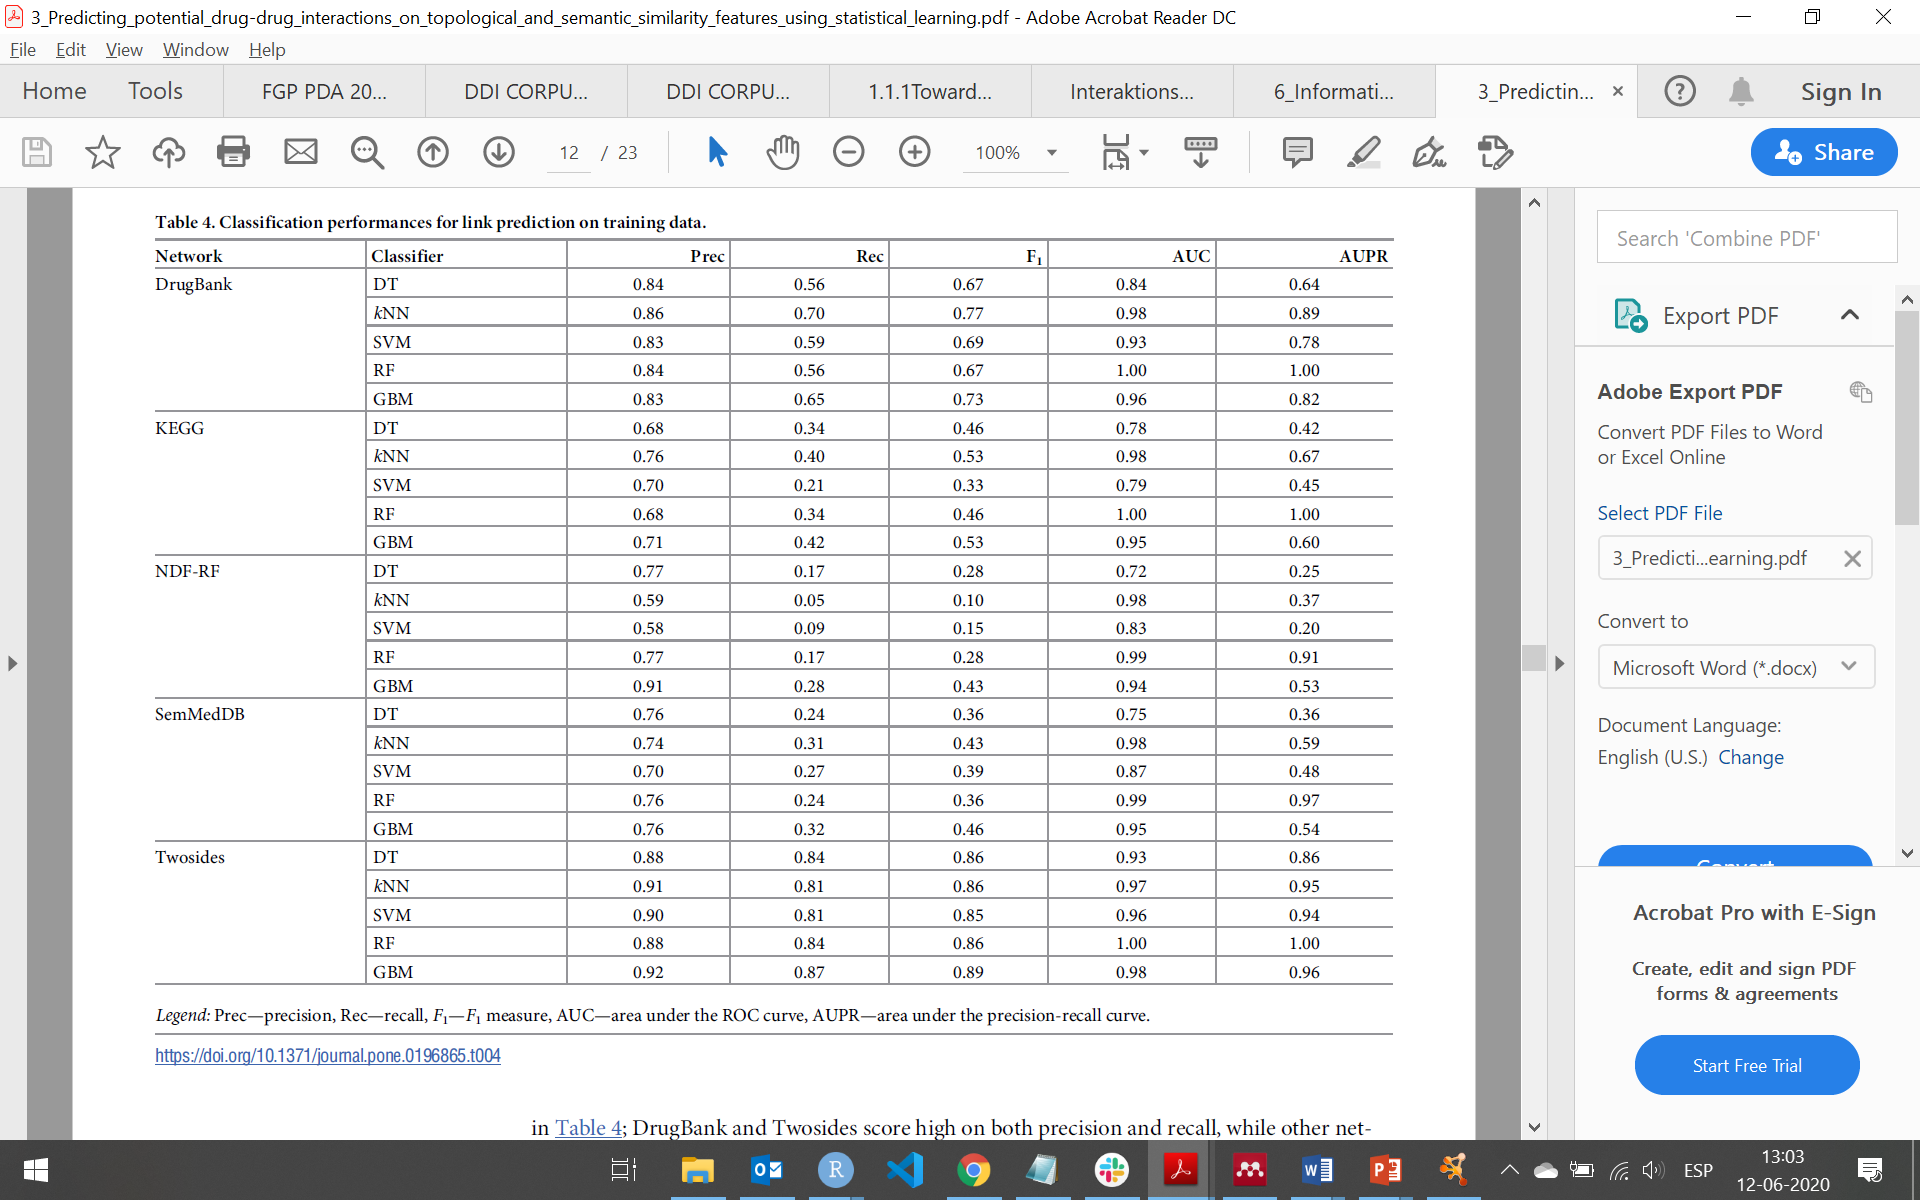 3_Predicting_potential_drug-drug_interactions_on_topological_and_semantic_similarity_features_using_statistical_learning.pdf - Adobe Acrobat Reader DC
File Edit View Window Help
Home Tools FGP PDA 20... DDI CORPU... DDI CORPU... 1.1.1Toward... Interaktions... 6_Informati... 3_Predictin... × Sign In
12 / 23 100% Share
Table 4. Classification performances for link prediction on training data.
Network Classifier Prec Rec F1 AUC AUPR
DrugBank DT 0.84 0.56 0.67 0.84 0.64
kNN 0.86 0.70 0.77 0.98 0.89
SVM 0.83 0.59 0.69 0.93 0.78
RF 0.84 0.56 0.67 1.00 1.00
GBM 0.83 0.65 0.73 0.96 0.82
KEGG DT 0.68 0.34 0.46 0.78 0.42
kNN 0.76 0.40 0.53 0.98 0.67
SVM 0.70 0.21 0.33 0.79 0.45
RF 0.68 0.34 0.46 1.00 1.00
GBM 0.71 0.42 0.53 0.95 0.60
NDF-RF DT 0.77 0.17 0.28 0.72 0.25
kNN 0.59 0.05 0.10 0.98 0.37
SVM 0.58 0.09 0.15 0.83 0.20
RF 0.77 0.17 0.28 0.99 0.91
GBM 0.91 0.28 0.43 0.94 0.53
SemMedDB DT 0.76 0.24 0.36 0.75 0.36
kNN 0.74 0.31 0.43 0.98 0.59
SVM 0.70 0.27 0.39 0.87 0.48
RF 0.76 0.24 0.36 0.99 0.97
GBM 0.76 0.32 0.46 0.95 0.54
Twosides DT 0.88 0.84 0.86 0.93 0.86
kNN 0.91 0.81 0.86 0.97 0.95
SVM 0.90 0.81 0.85 0.96 0.94
RF 0.88 0.84 0.86 1.00 1.00
GBM 0.92 0.87 0.89 0.98 0.96
Legend: Prec—precision, Rec—recall, F1—F1 measure, AUC—area under the ROC curve, AUPR—area under the precision-recall curve.
https://doi.org/10.1371/journal.pone.0196865.t004
in Table 4; DrugBank and Twosides score high on both precision and recall, while other net-
Search 'Combine PDF'
Export PDF
Adobe Export PDF
Convert PDF Files to Word
or Excel Online
Select PDF File
3_Predicti...earning.pdf
Convert to
Microsoft Word (*.docx)
Document Language:
English (U.S.) Change
Convert
Acrobat Pro with E-Sign
Create, edit and sign PDF
forms & agreements
Start Free Trial
ESP
13:03
12-06-2020